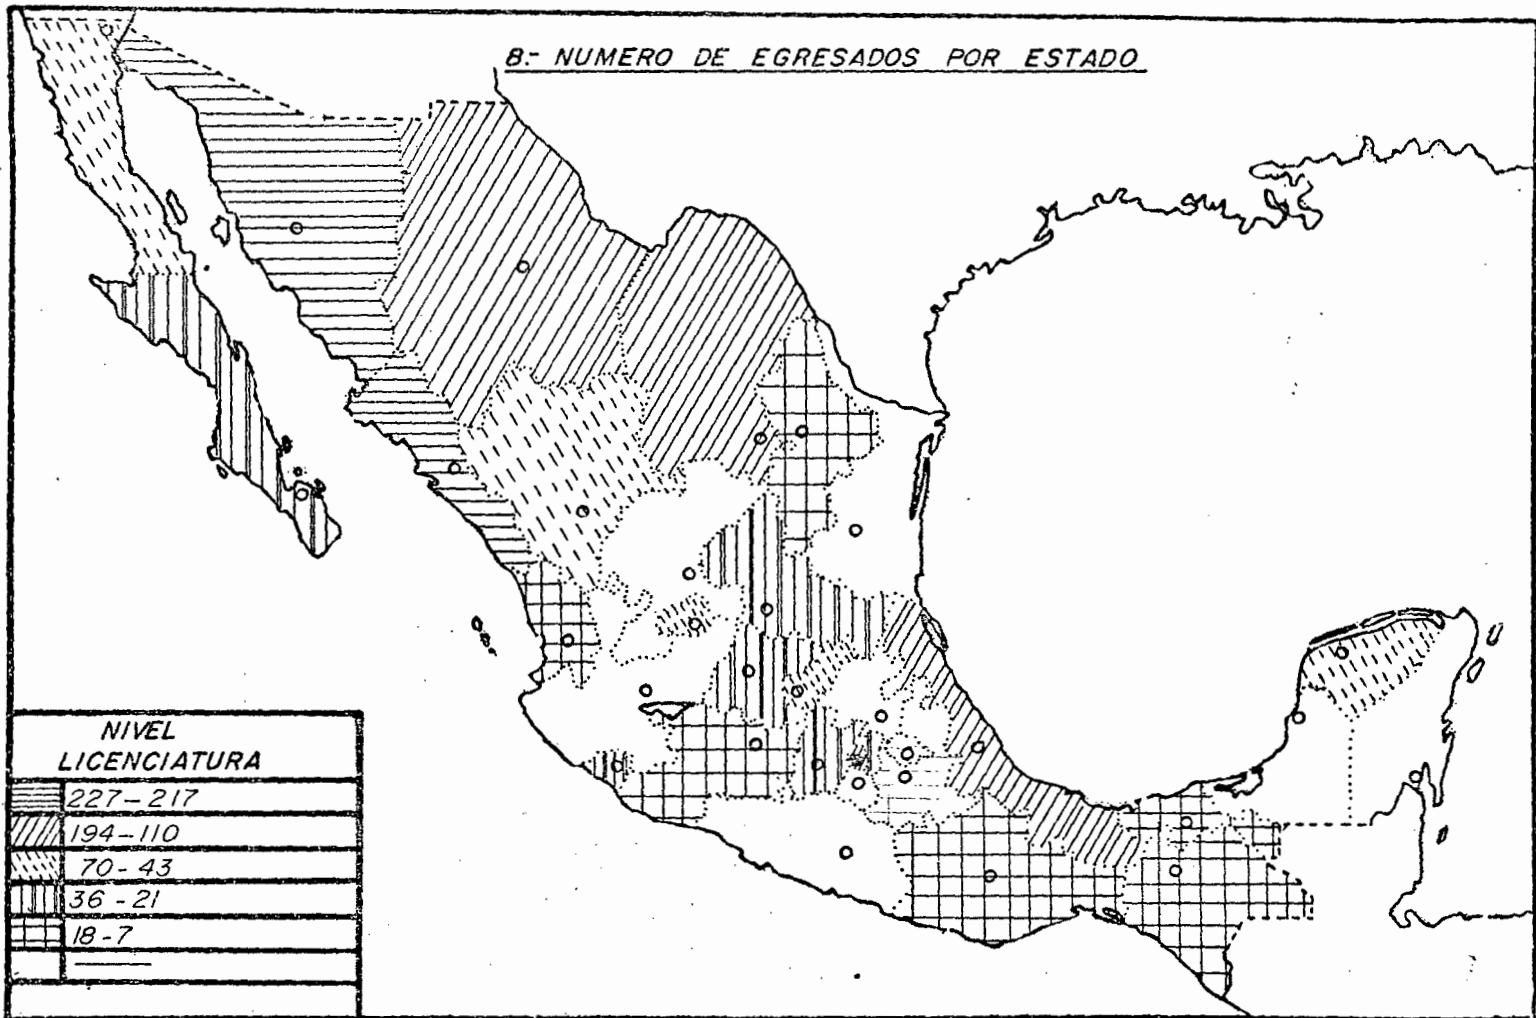 8.- NUMERO DE EGRESADOS POR ESTADO
NIVEL
LICENCIATURA
227-217
194-110
70-43
36-21
18-7